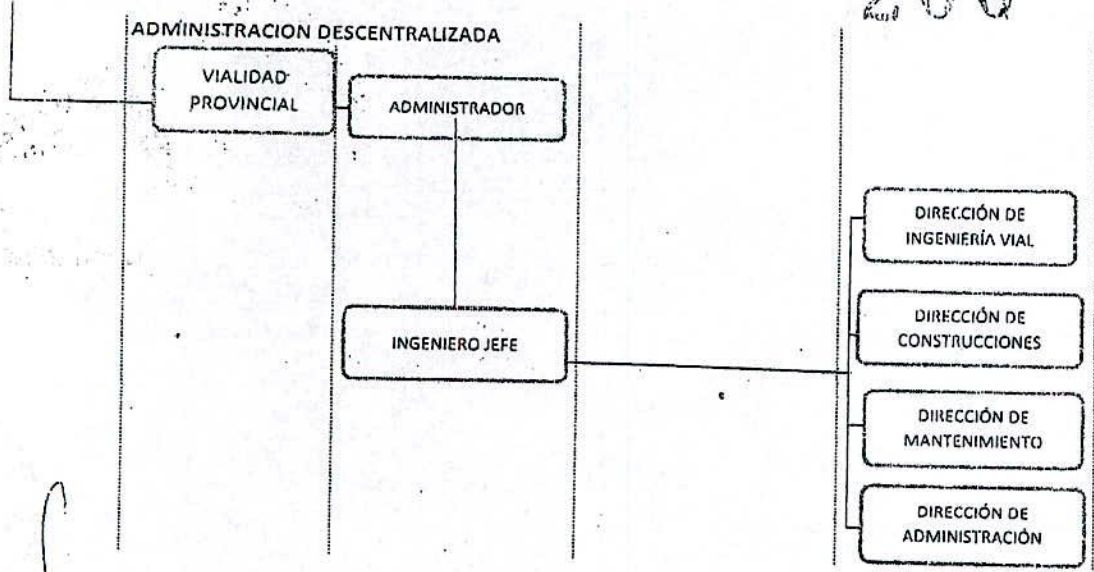 ADMINISTRACION DESCENTRALIZADA
VIALIDAD
PROVINCIAL
ADMINISTRADOR
INGENIERO JEFE
DIRECCIÓN DE
INGENIERÍA VIAL
DIRECCIÓN DE
CONSTRUCCIONES
DIRECCIÓN DE
MANTENIMIENTO
DIRECCIÓN DE
ADMINISTRACIÓN